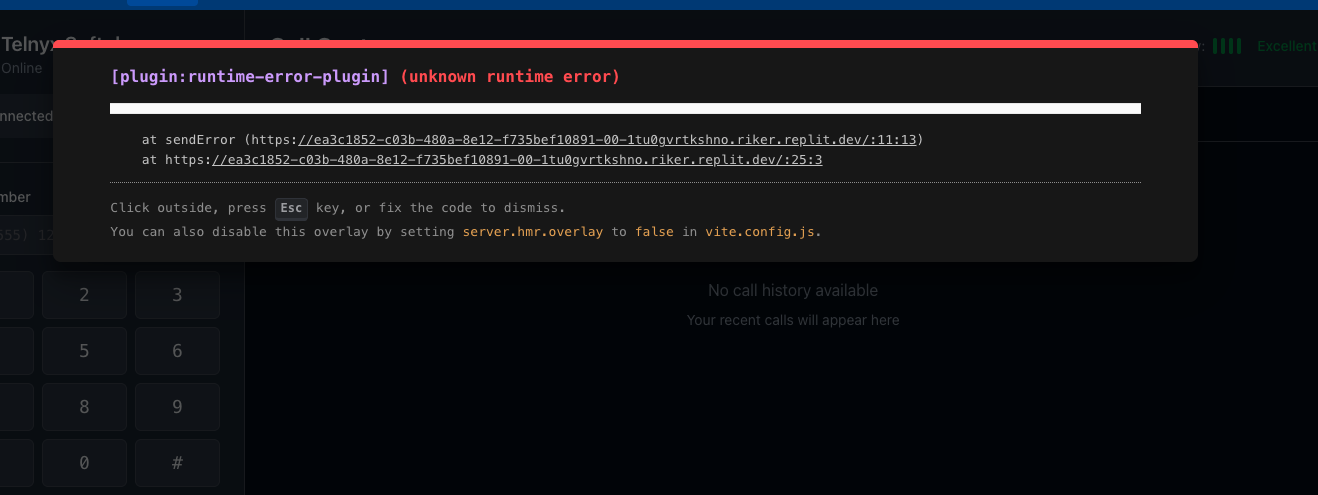 Telnyx
Online
Excellent
nnected
[plugin:runtime-error-plugin] (unknown runtime error)
at sendError (https://ea3c1852-c03b-480a-8e12-f735bef10891-00-1tu0gvrtkshno.riker.replit.dev/:11:13)
at https://ea3c1852-c03b-480a-8e12-f735bef10891-00-1tu0gvrtkshno.riker.replit.dev/:25:3
mber
Click outside, press Esc key, or fix the code to dismiss.
You can also disable this overlay by setting server.hmr.overlay to false in vite.config.js.
555) 12
2 3
5 6
8 9
0 #
No call history available
Your recent calls will appear here